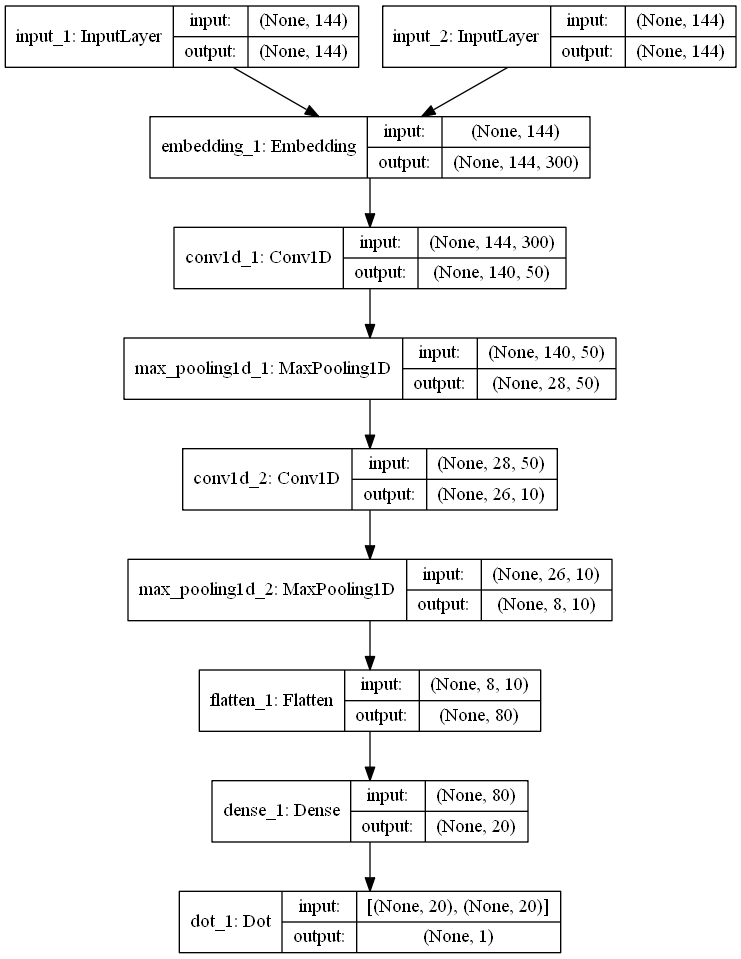 input_1: InputLayer input: (None, 144) output: (None, 144)
input_2: InputLayer input: (None, 144) output: (None, 144)
embedding_1: Embedding input: (None, 144) output: (None, 144, 300)
conv1d_1: Conv1D input: (None, 144, 300) output: (None, 140, 50)
max_pooling1d_1: MaxPooling1D input: (None, 140, 50) output: (None, 28, 50)
conv1d_2: Conv1D input: (None, 28, 50) output: (None, 26, 10)
max_pooling1d_2: MaxPooling1D input: (None, 26, 10) output: (None, 8, 10)
flatten_1: Flatten input: (None, 8, 10) output: (None, 80)
dense_1: Dense input: (None, 80) output: (None, 20)
dot_1: Dot input: [(None, 20), (None, 20)] output: (None, 1)